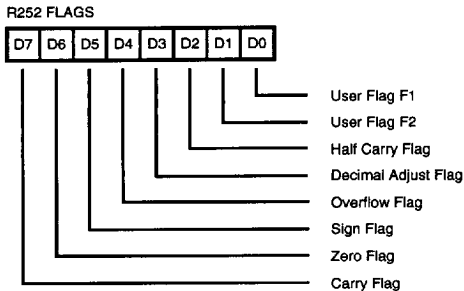 R252 FLAGS
D7 D6 D5 D4 D3 D2 D1 D0
User Flag F1
User Flag F2
Half Carry Flag
Decimal Adjust Flag
Overflow Flag
Sign Flag
Zero Flag
Carry Flag